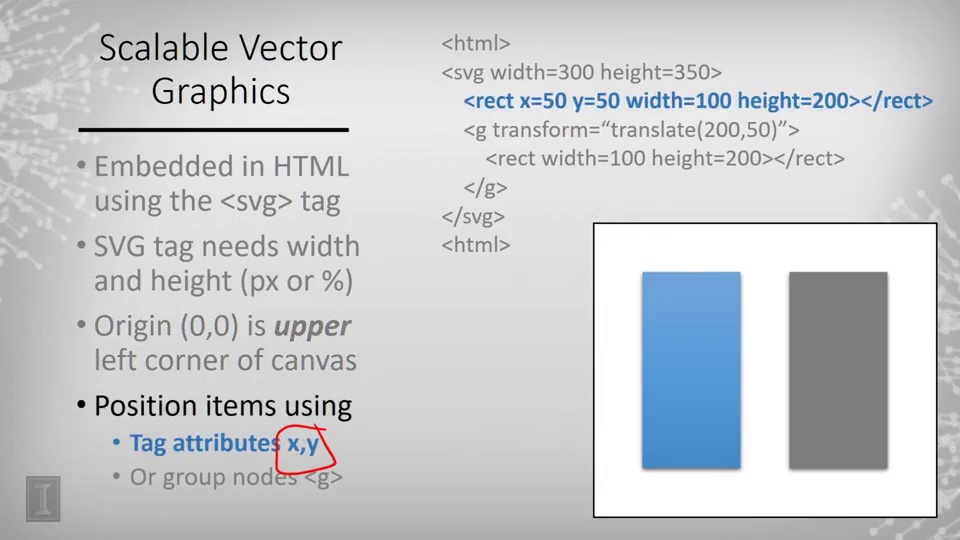 Scalable Vector
Graphics
• Embedded in HTML
using the <svg> tag
• SVG tag needs width
and height (px or %)
• Origin (0,0) is upper
left corner of canvas
• Position items using
• Tag attributes x,y
• Or group nodes <g>
<html>
<svg width=300 height=350>
<rect x=50 y=50 width=100 height=200></rect>
<g transform=“translate(200,50)”>
<rect width=100 height=200></rect>
</g>
</svg>
<html>
I